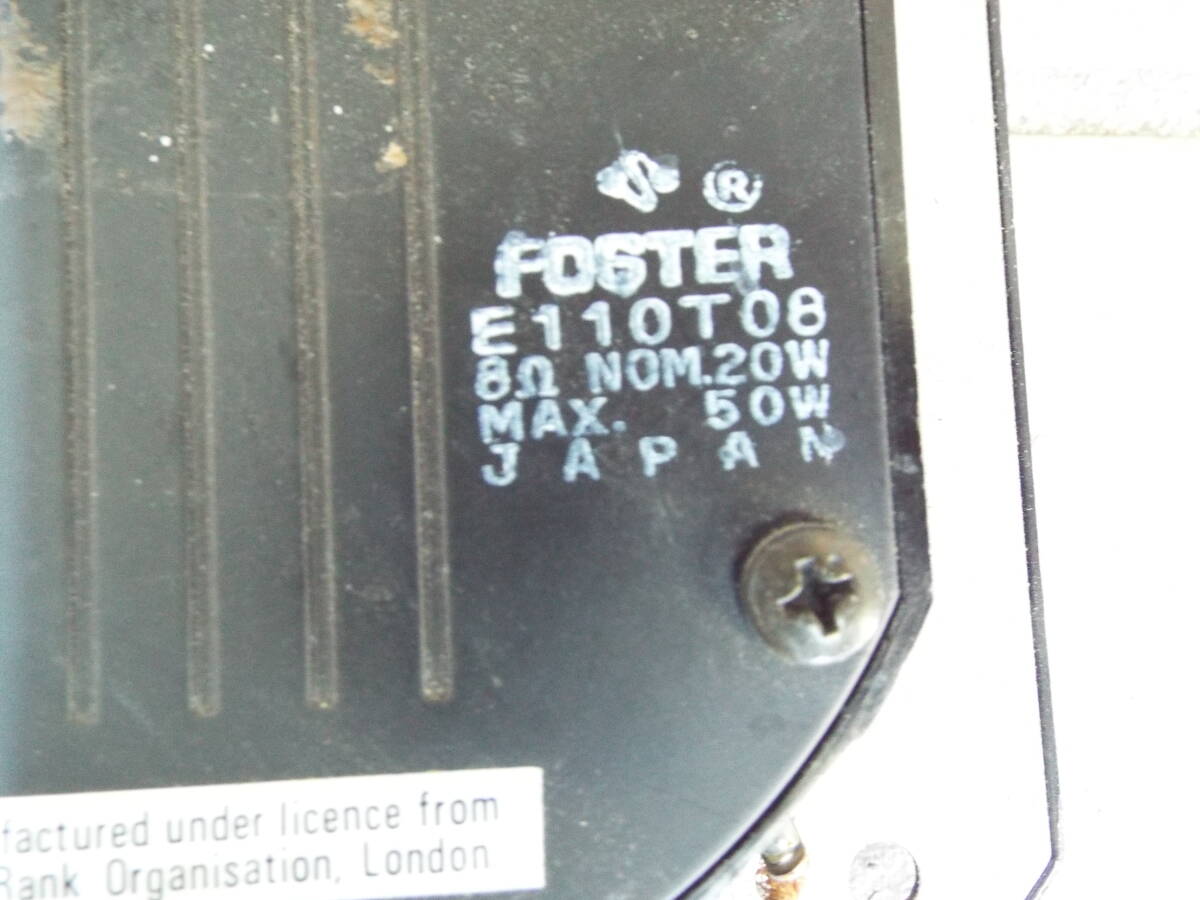 ®
FOSTER
E110T08
8Ω NOM.20W
MAX. 50W
JAPAN
factured under licence from
Rank Organisation, London